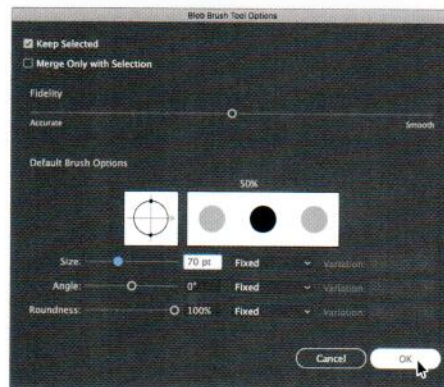 Blob Brush Tool Options
Keep Selected
Merge Only with Selection
Fidelity
Accurate Smooth
Default Brush Options
50%
Size: 70 pt Fixed Variation:
Angle: 0° Fixed Variation:
Roundness: 100% Fixed Variation:
Cancel OK